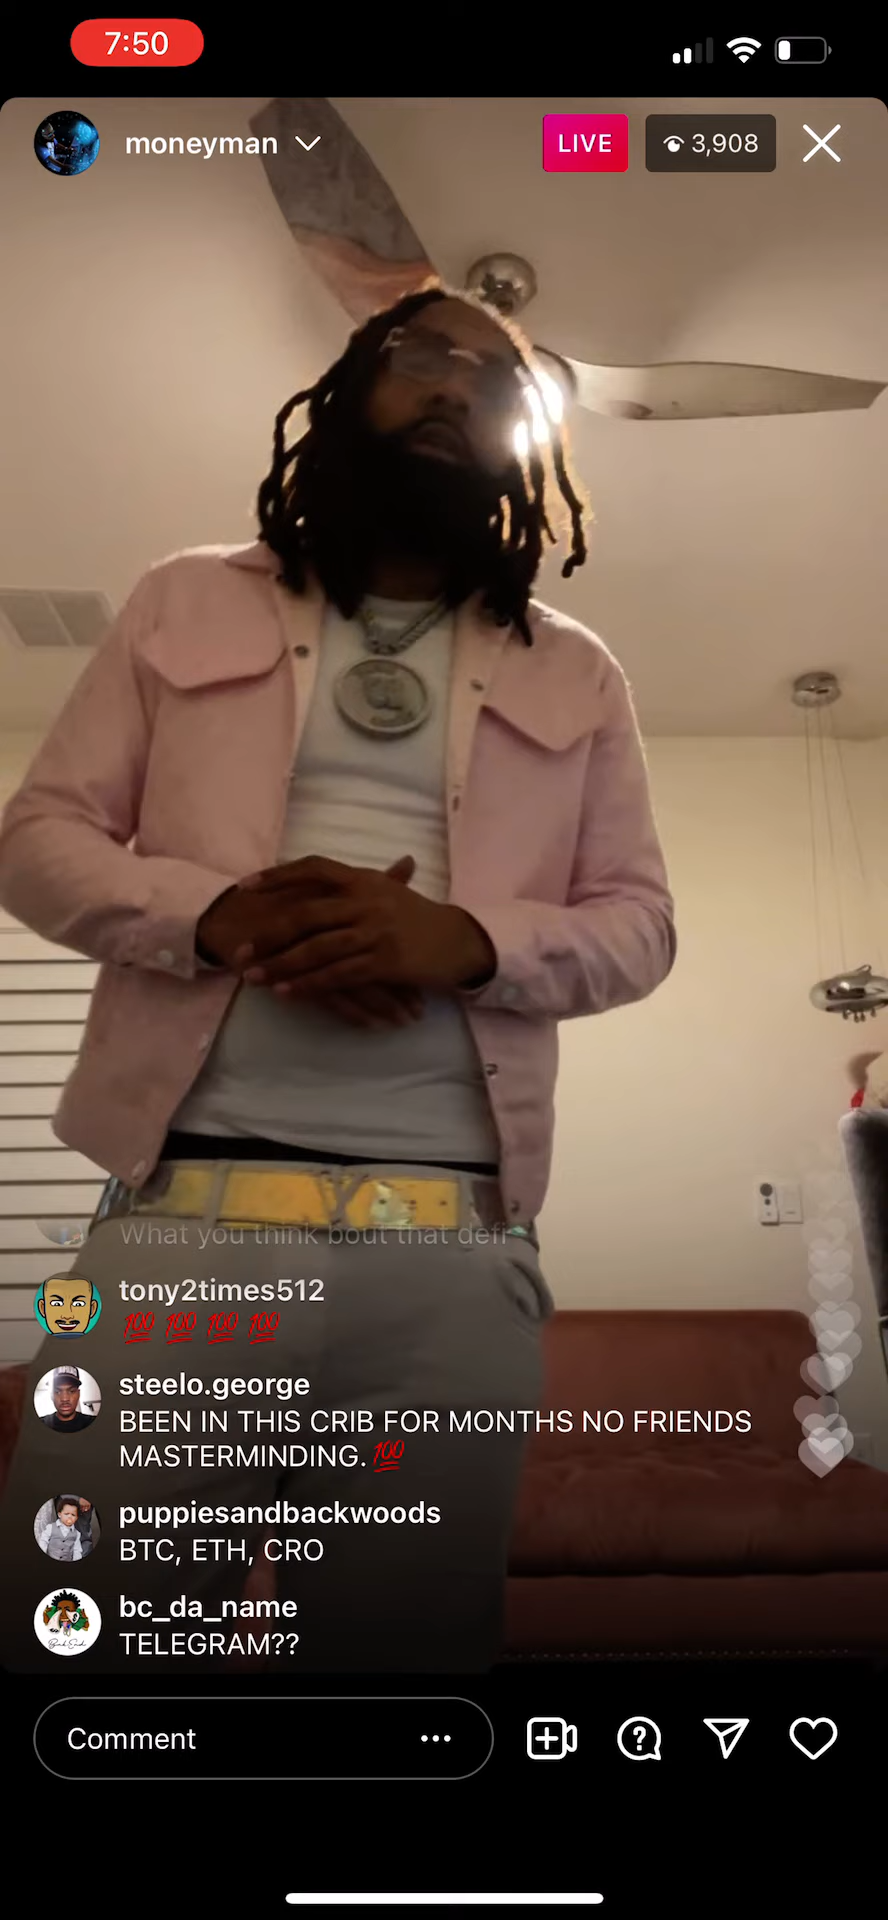 7:50
moneyman
LIVE
3,908
What you think bout that defi
tony2times512
💯 💯 💯 💯
steelo.george
BEEN IN THIS CRIB FOR MONTHS NO FRIENDS
MASTERMINDING. 💯
puppiesandbackwoods
BTC, ETH, CRO
bc_da_name
TELEGRAM??
Comment